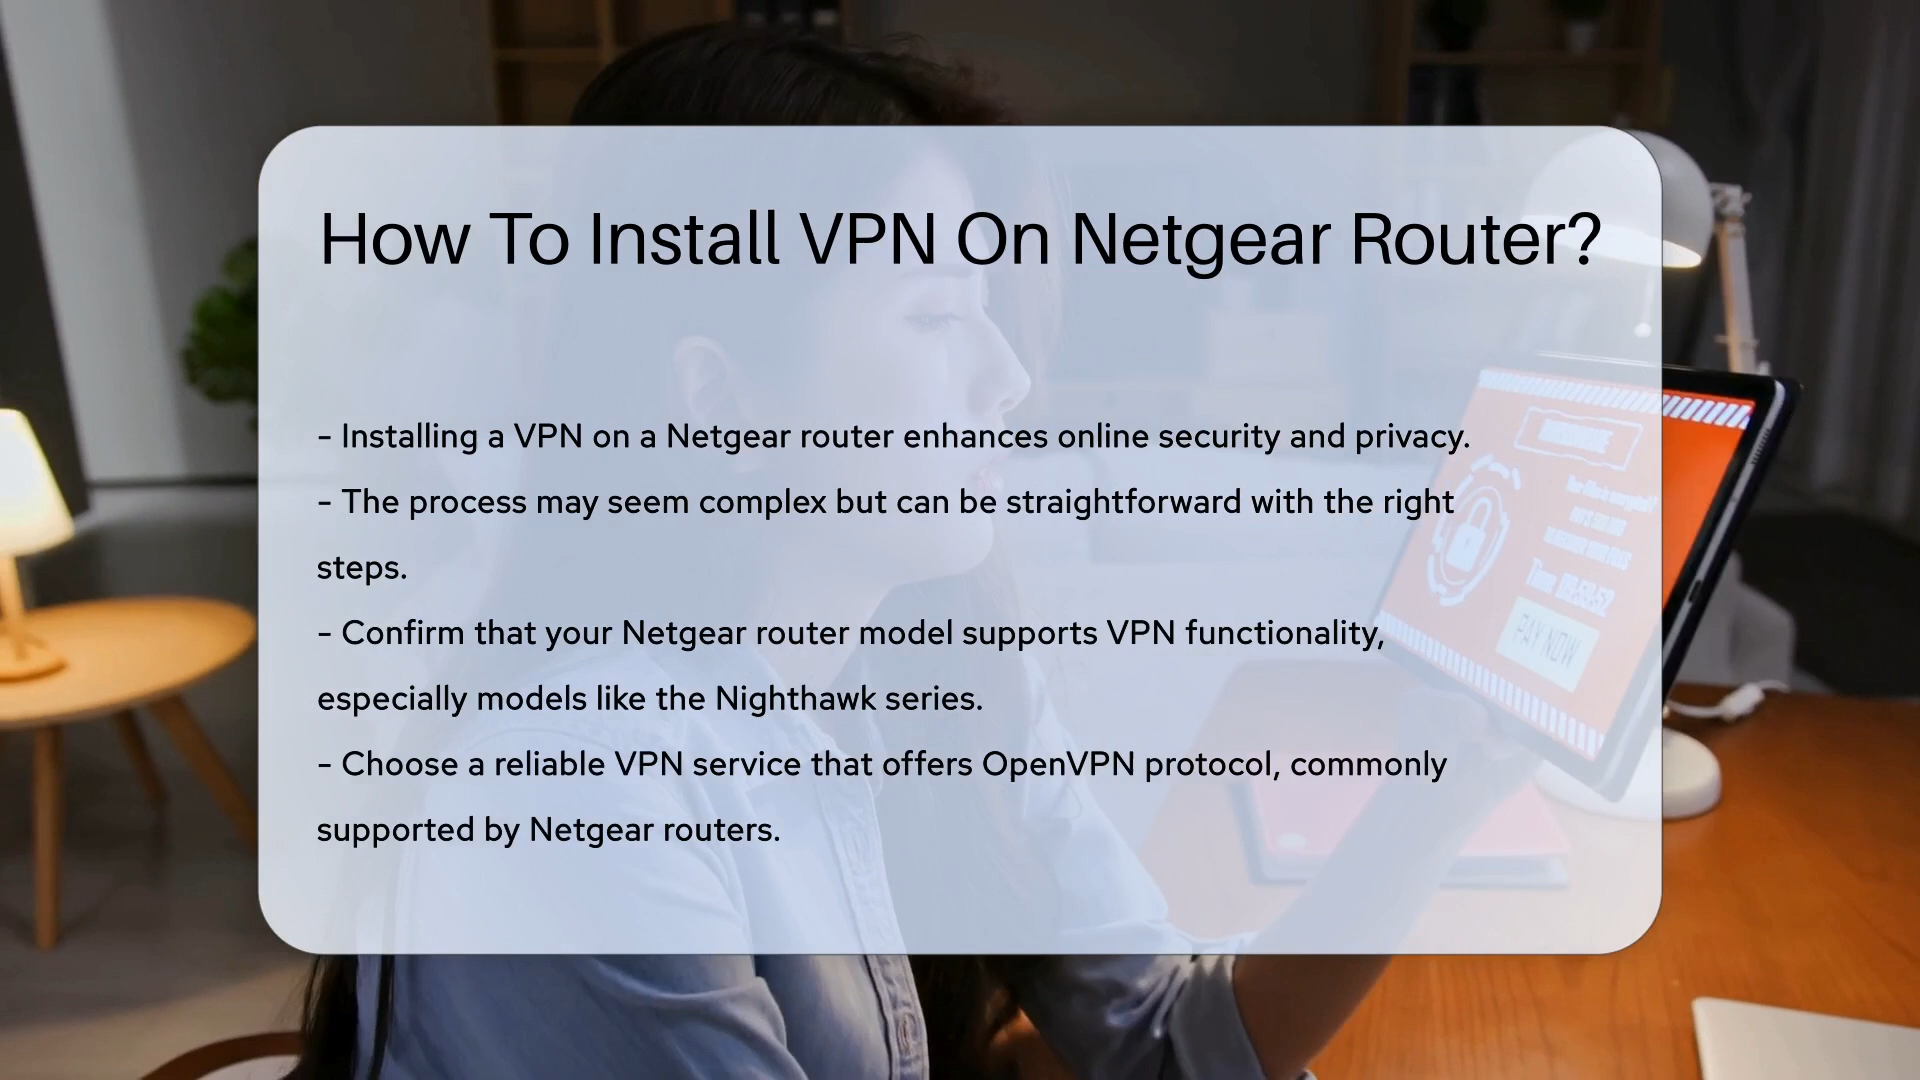 How To Install VPN On Netgear Router?
- Installing a VPN on a Netgear router enhances online security and privacy.
- The process may seem complex but can be straightforward with the right
steps.
- Confirm that your Netgear router model supports VPN functionality,
especially models like the Nighthawk series.
- Choose a reliable VPN service that offers OpenVPN protocol, commonly
supported by Netgear routers.
PAY NOW